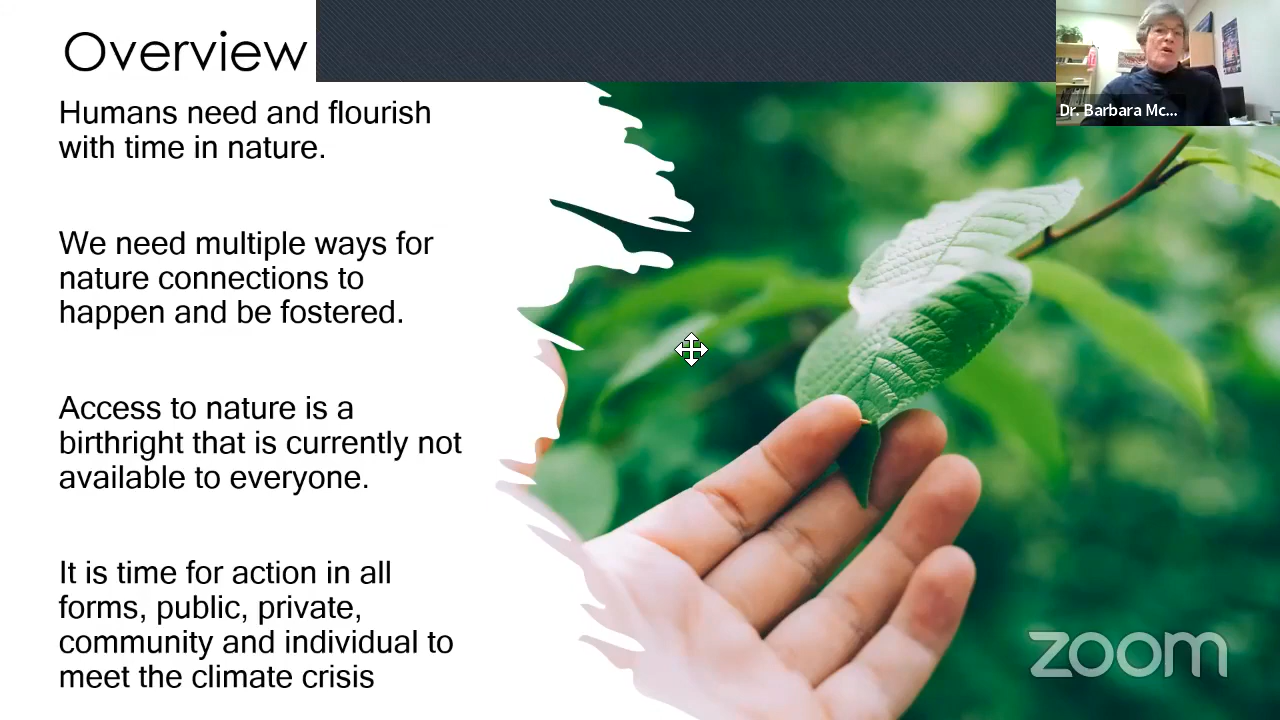 Overview
Humans need and flourish
with time in nature.
We need multiple ways for
nature connections to
happen and be fostered.
Access to nature is a
birthright that is currently not
available to everyone.
It is time for action in all
forms, public, private,
community and individual to
meet the climate crisis
Dr. Barbara Mc...
zoom